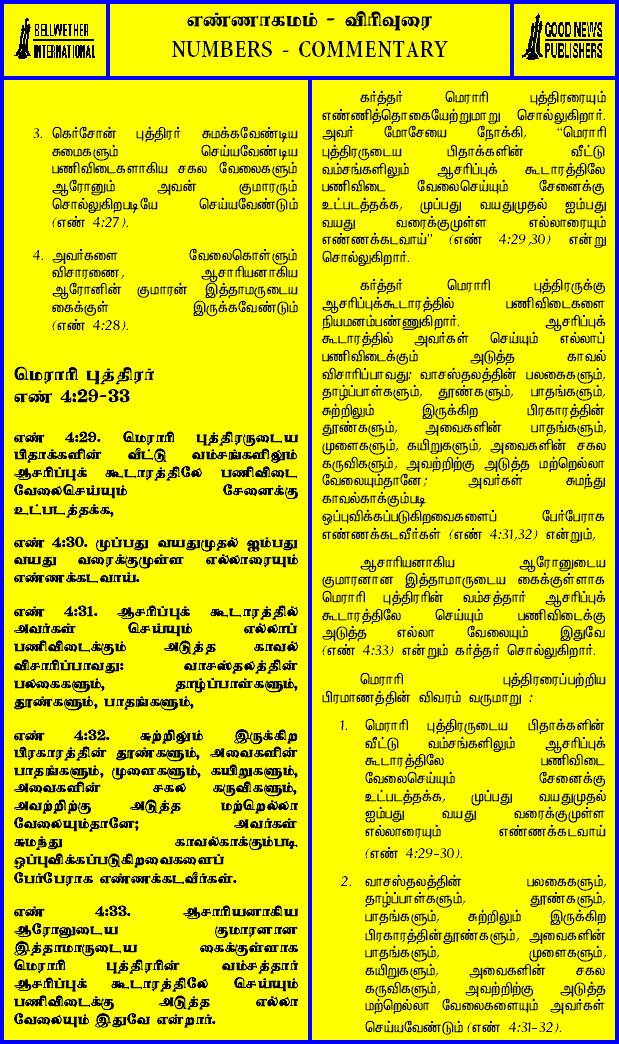 BELLWETHER
INTERNATIONAL
எண்ணாகமம் - விரிவுரை
NUMBERS - COMMENTARY
GOOD NEWS
PUBLISHERS
3. கெர்சோன் புத்திரர் சுமக்கவேண்டிய
சுமைகளும் செய்யவேண்டிய
பணிவிடைகளாகிய சகல வேலைகளும்
ஆரோனும் அவன் குமாரரும்
சொல்லுகிறபடியே செய்யவேண்டும்
(எண் 4:27).
4. அவர்களை வேலைகொள்ளும்
விசாரணை, ஆசாரியனாகிய
ஆரோனின் குமாரன் இத்தாமருடைய
கைக்குள் இருக்கவேண்டும்
(எண் 4:28).
மெராரி புத்திரர்
எண் 4:29-33
எண் 4:29. மெராரி புத்திரருடைய
பிதாக்களின் வீட்டு வம்சங்களிலும்
ஆசரிப்புக் கூடாரத்திலே பணிவிடை
வேலைசெய்யும் சேனைக்கு
உட்படத்தக்க,
எண் 4:30. முப்பது வயதுமுதல் ஐம்பது
வயது வரைக்குமுள்ள எல்லாரையும்
எண்ணக்கடவாய்.
எண் 4:31. ஆசரிப்புக் கூடாரத்தில்
அவர்கள் செய்யும் எல்லாப்
பணிவிடைக்கும் அடுத்த காவல்
விசாரிப்பாவது: வாசஸ்தலத்தின்
பலகைகளும், தாழ்ப்பாள்களும்,
தூண்களும், பாதங்களும்,
எண் 4:32. சுற்றிலும் இருக்கிற
பிரகாரத்தின் தூண்களும், அவைகளின்
பாதங்களும், முளைகளும், கயிறுகளும்,
அவைகளின் சகல கருவிகளும்,
அவற்றிற்கு அடுத்த மற்றெல்லா
வேலையும்தானே; அவர்கள்
சுமந்து காவல்காக்கும்படி
ஒப்புவிக்கப்படுகிறவைகளைப்
பேர்பேராக எண்ணக்கடவீர்கள்.
எண் 4:33. ஆசாரியனாகிய
ஆரோனுடைய குமாரனான
இத்தாமாருடைய கைக்குள்ளாக
மெராரி புத்திரரின் வம்சத்தார்
ஆசரிப்புக் கூடாரத்திலே செய்யும்
பணிவிடைக்கு அடுத்த எல்லா
வேலையும் இதுவே என்றார்.
கர்த்தர் மெராரி புத்திரரையும்
எண்ணித்தொகையேற்றுமாறு சொல்லுகிறார்.
அவர் மோசேயை நோக்கி, "மெராரி
புத்திரருடைய பிதாக்களின் வீட்டு
வம்சங்களிலும் ஆசரிப்புக் கூடாரத்திலே
பணிவிடை வேலைசெய்யும் சேனைக்கு
உட்படத்தக்க, முப்பது வயதுமுதல் ஐம்பது
வயது வரைக்குமுள்ள எல்லாரையும்
எண்ணக்கடவாய்" (எண் 4:29,30) என்று
சொல்லுகிறார்.
கர்த்தர் மெராரி புத்திரருக்கு
ஆசரிப்புக்கூடாரத்தில் பணிவிடைகளை
நியமனம்பண்ணுகிறார். ஆசரிப்புக்
கூடாரத்தில் அவர்கள் செய்யும் எல்லாப்
பணிவிடைக்கும் அடுத்த காவல்
விசாரிப்பாவது: வாசஸ்தலத்தின் பலகைகளும்,
தாழ்ப்பாள்களும், தூண்களும், பாதங்களும்,
சுற்றிலும் இருக்கிற பிரகாரத்தின்
தூண்களும், அவைகளின் பாதங்களும்,
முளைகளும், கயிறுகளும், அவைகளின் சகல
கருவிகளும், அவற்றிற்கு அடுத்த மற்றெல்லா
வேலையும்தானே; அவர்கள் சுமந்து
காவல்காக்கும்படி
ஒப்புவிக்கப்படுகிறவைகளைப் பேர்பேராக
எண்ணக்கடவீர்கள் (எண் 4:31,32) என்றும்,
ஆசாரியனாகிய ஆரோனுடைய
குமாரனான இத்தாமாருடைய கைக்குள்ளாக
மெராரி புத்திரரின் வம்சத்தார் ஆசரிப்புக்
கூடாரத்திலே செய்யும் பணிவிடைக்கு
அடுத்த எல்லா வேலையும் இதுவே
(எண் 4:33) என்றும் கர்த்தர் சொல்லுகிறார்.
மெராரி புத்திரரைப்பற்றிய
பிரமாணத்தின் விவரம் வருமாறு :
1. மெராரி புத்திரருடைய பிதாக்களின்
வீட்டு வம்சங்களிலும் ஆசரிப்புக்
கூடாரத்திலே பணிவிடை
வேலைசெய்யும் சேனைக்கு
உட்படத்தக்க, முப்பது வயதுமுதல்
ஐம்பது வயது வரைக்குமுள்ள
எல்லாரையும் எண்ணக்கடவாய்
(எண் 4:29-30).
2. வாசஸ்தலத்தின் பலகைகளும்,
தாழ்ப்பாள்களும், தூண்களும்,
பாதங்களும், சுற்றிலும் இருக்கிற
பிரகாரத்தின்தூண்களும், அவைகளின்
பாதங்களும், முளைகளும்,
கயிறுகளும், அவைகளின் சகல
கருவிகளும், அவற்றிற்கு அடுத்த
மற்றெல்லா வேலைகளையும் அவர்கள்
செய்யவேண்டும் (எண் 4:31-32).